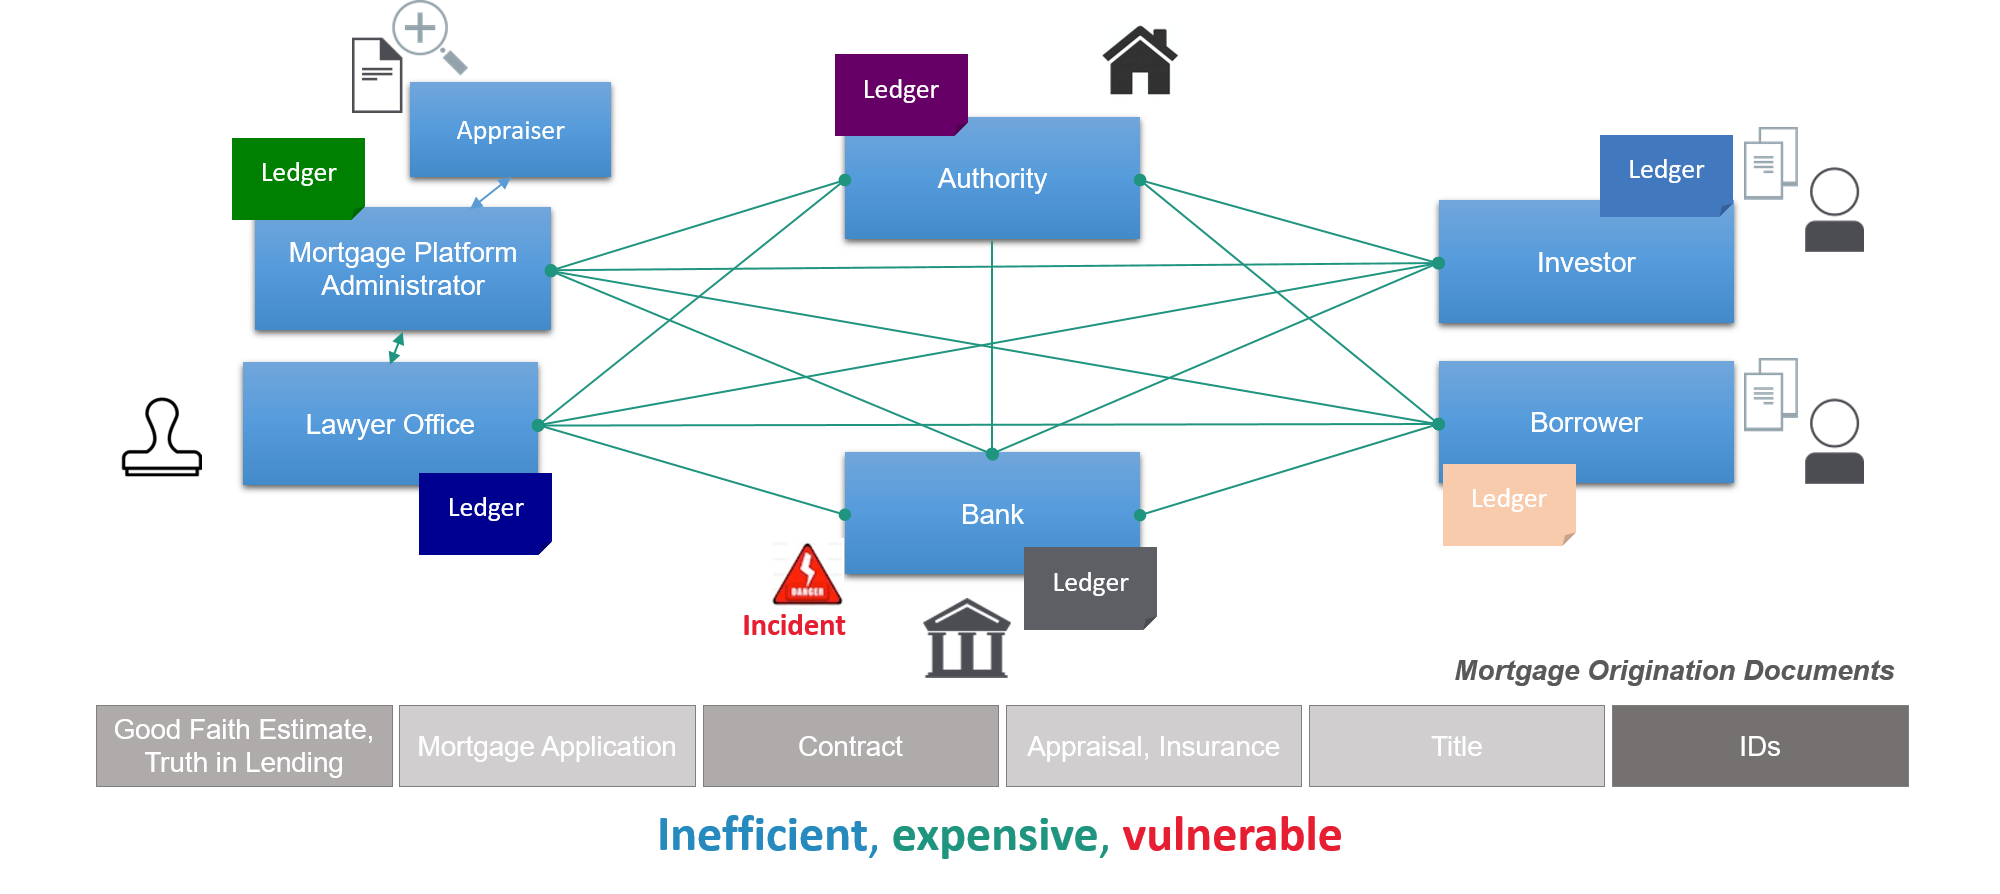 Appraiser
Ledger
Mortgage Platform
Administrator
Lawyer Office
Ledger
Ledger
Authority
Bank
Ledger
DANGER
Incident
Ledger
Investor
Borrower
Ledger
Mortgage Origination Documents
Good Faith Estimate,
Truth in Lending
Mortgage Application
Contract
Appraisal, Insurance
Title
IDs
Inefficient, expensive, vulnerable